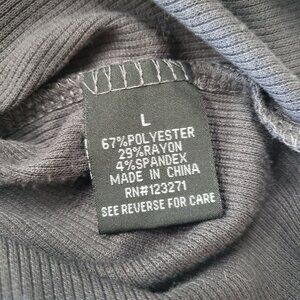 L
67%POLYESTER
29%RAYON
4%SPANDEX
MADE IN CHINA
RN#123271
SEE REVERSE FOR CARE